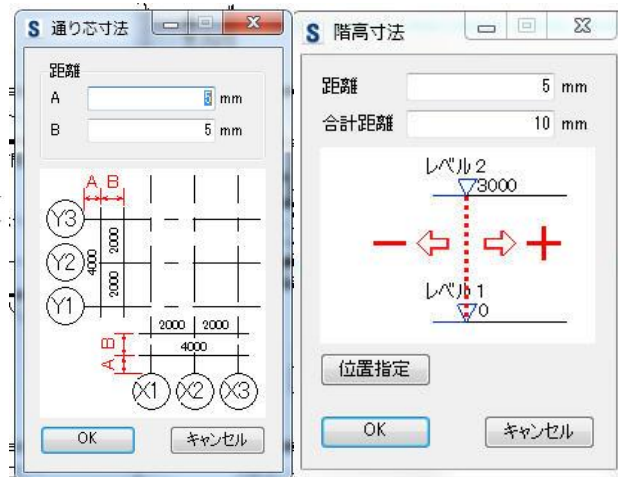 S 通り芯寸法
距離
A 5 mm
B 5 mm
A B
Y3
Y2
Y1
4000
2000
2000
2000 2000
4000
B
A
X1 X2 X3
OK キャンセル
S 階高寸法
距離 5 mm
合計距離 10 mm
レベル 2
3000
レベル 1
0
位置指定
OK キャンセル